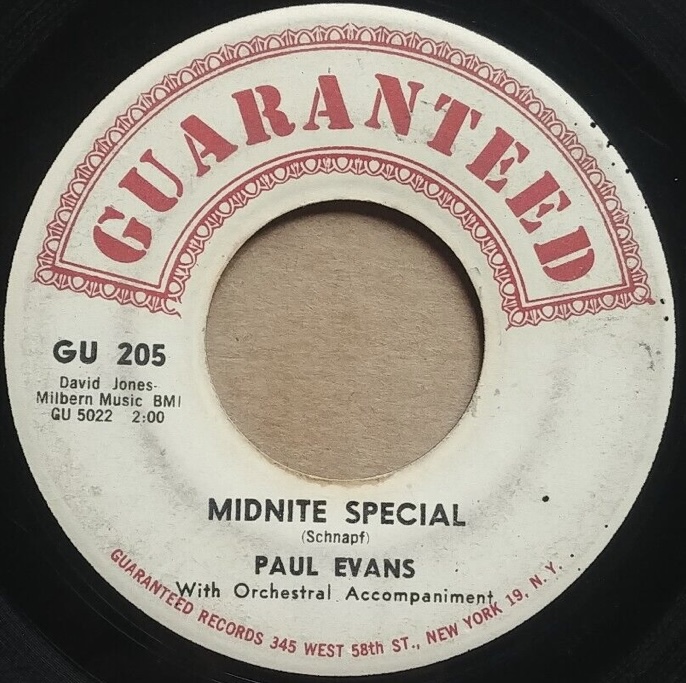 GUARANTEED
GU 205
David Jones-
Milbern Music BMI
GU 5022 2:00
MIDNITE SPECIAL
(Schnapf)
PAUL EVANS
With Orchestral Accompaniment
GUARANTEED RECORDS 345 WEST 58th ST., NEW YORK 19, N. Y.